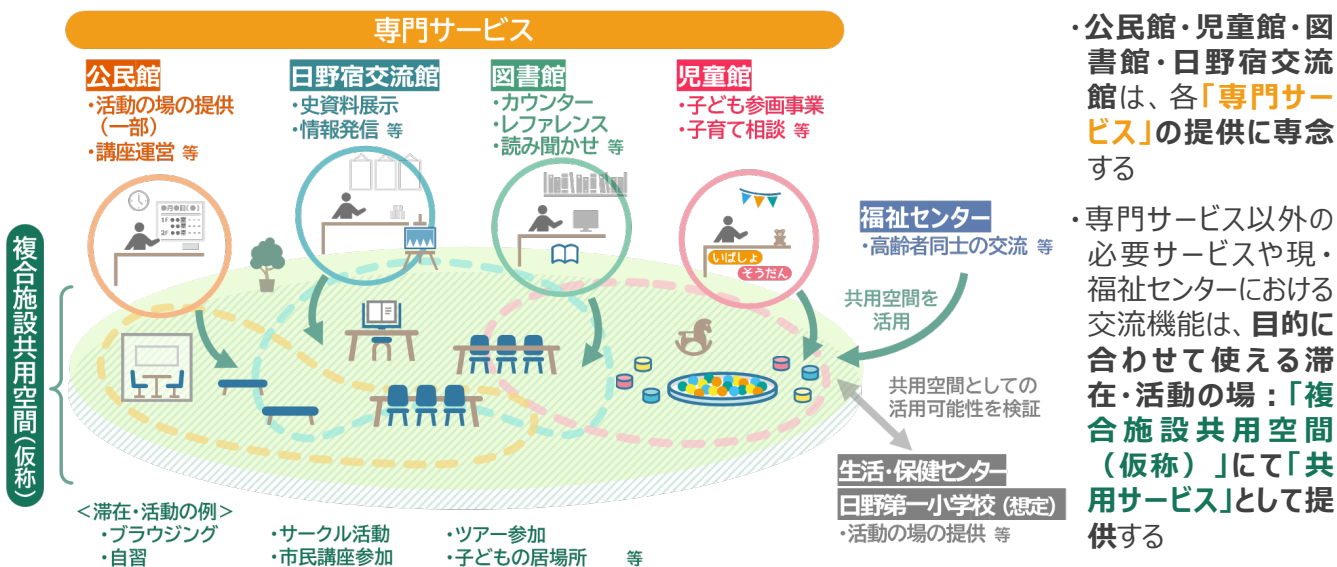 専門サービス
公民館
・活動の場の提供
（一部）
・講座運営 等
日野宿交流館
・史資料展示
・情報発信 等
図書館
・カウンター
・レファレンス
・読み聞かせ 等
児童館
・子ども参画事業
・子育て相談 等
●月●日(●)
1F ●●室
2F ●●室
いばしょ
そうだん
福祉センター
・高齢者同士の交流 等
共用空間を
活用
共用空間としての
活用可能性を検証
生活・保健センター
日野第一小学校（想定）
・活動の場の提供 等
複合施設共用空間（仮称）
＜滞在・活動の例＞
・ブラウジング
・自習
・サークル活動
・市民講座参加
・ツアー参加
・子どもの居場所 等
・公民館・児童館・図
書館・日野宿交流
館は、各「専門サー
ビス」の提供に専念
する
・専門サービス以外の
必要サービスや現・
福祉センターにおける
交流機能は、目的に
合わせて使える滞
在・活動の場：「複
合施設共用空間
（仮称）」にて「共
用サービス」として提
供する